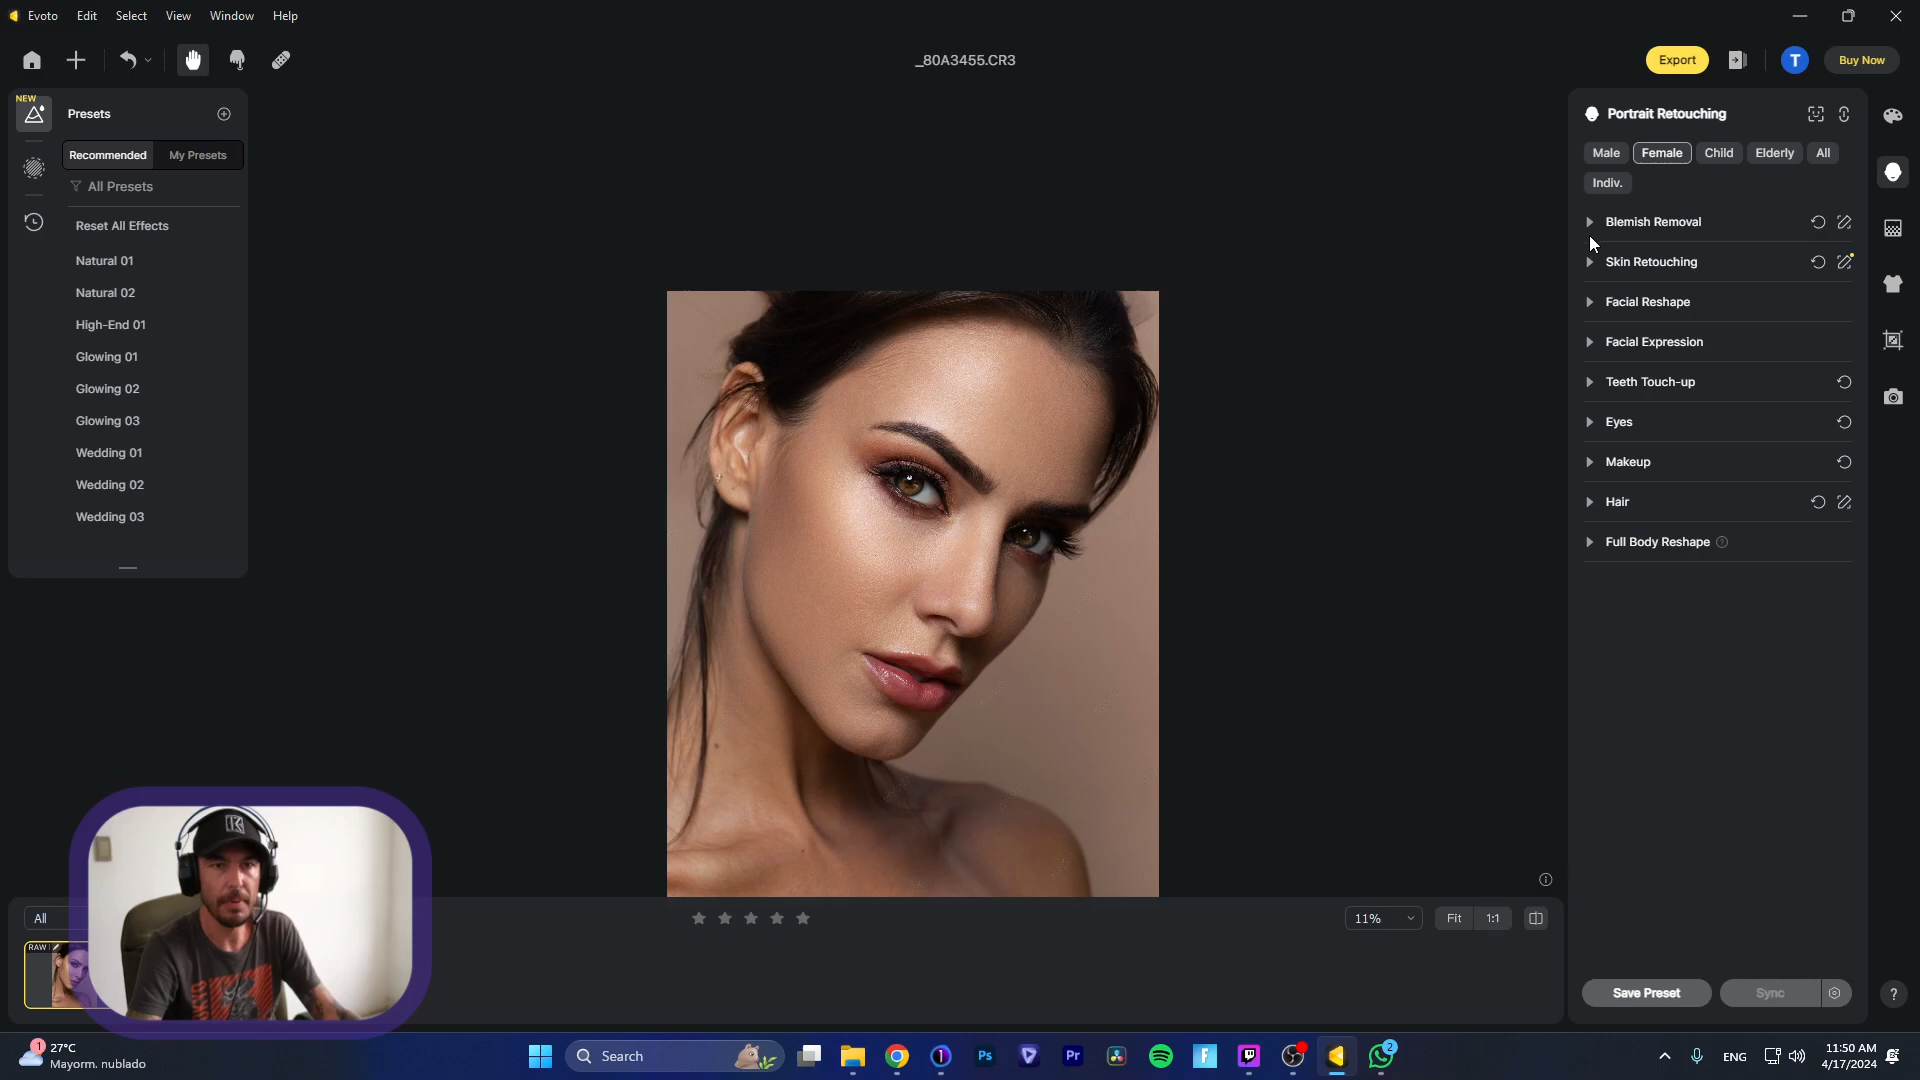 Evoto Edit Select View Window Help
_80A3455.CR3
Export
T
Buy Now
NEW
Presets
Recommended My Presets
All Presets
Reset All Effects
Natural 01
Natural 02
High-End 01
Glowing 01
Glowing 02
Glowing 03
Wedding 01
Wedding 02
Wedding 03
Portrait Retouching
Male Female Child Elderly All
Indiv.
Blemish Removal
Skin Retouching
Facial Reshape
Facial Expression
Teeth Touch-up
Eyes
Makeup
Hair
Full Body Reshape ?
All
11% Fit 1:1
RAW
Save Preset Sync
?
1
27°C
Mayorm. nublado
Search
Ps
Pr
F
2
ENG
11:50 AM
4/17/2024